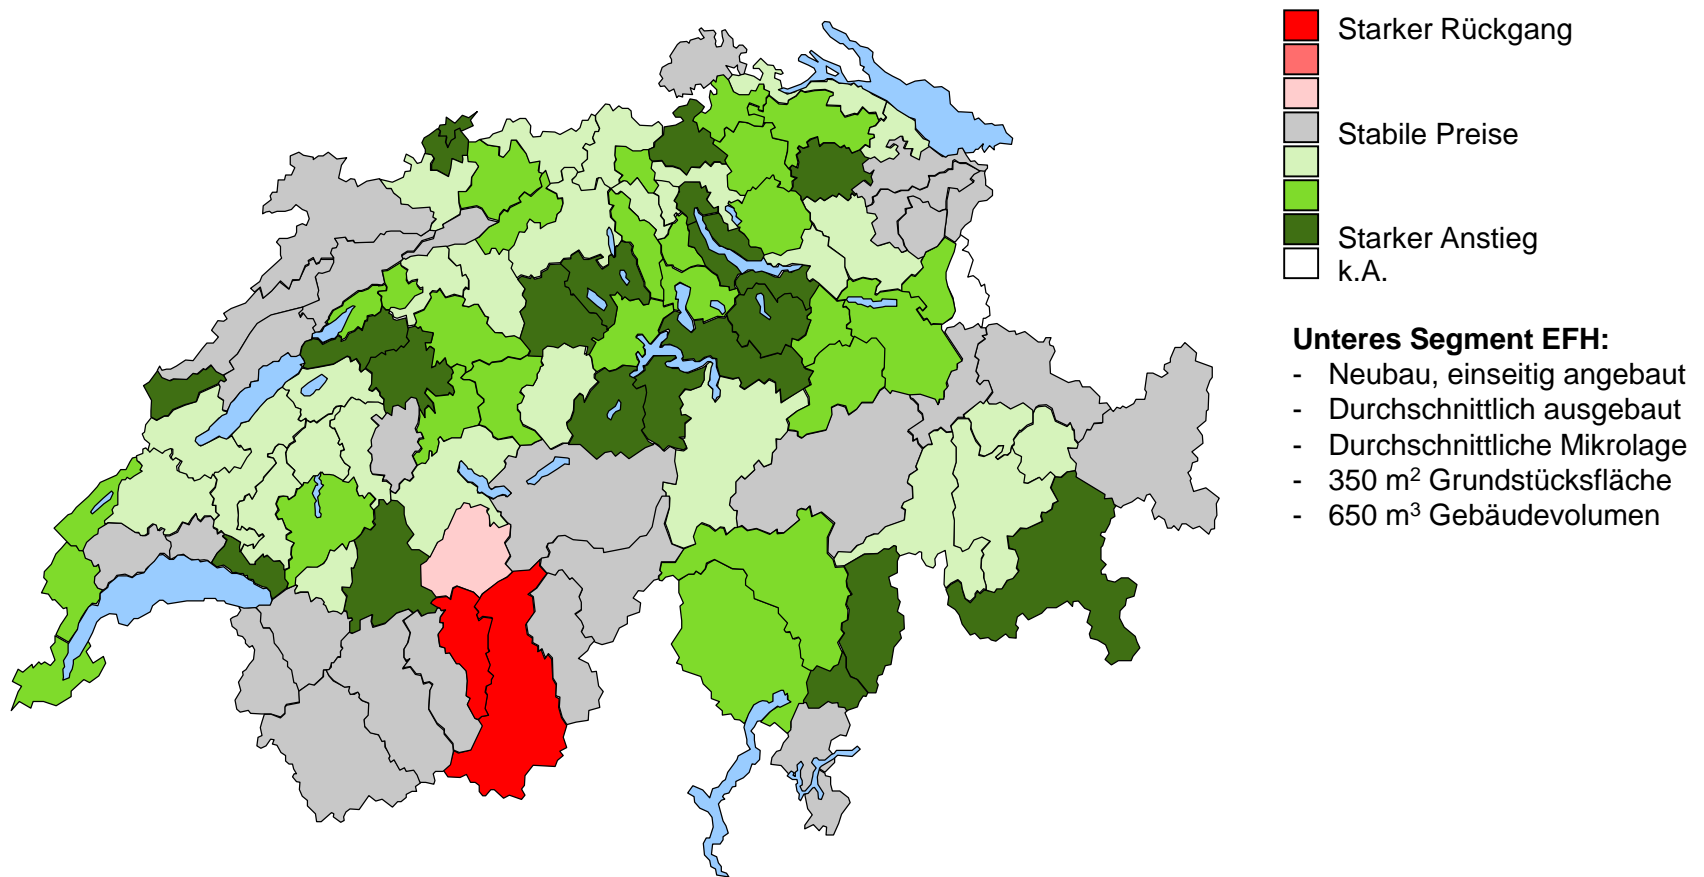 Starker Rückgang
Stabile Preise
Starker Anstieg
k.A.
Unteres Segment EFH:
- Neubau, einseitig angebaut
- Durchschnittlich ausgebaut
- Durchschnittliche Mikrolage
- 350 m² Grundstücksfläche
- 650 m³ Gebäudevolumen